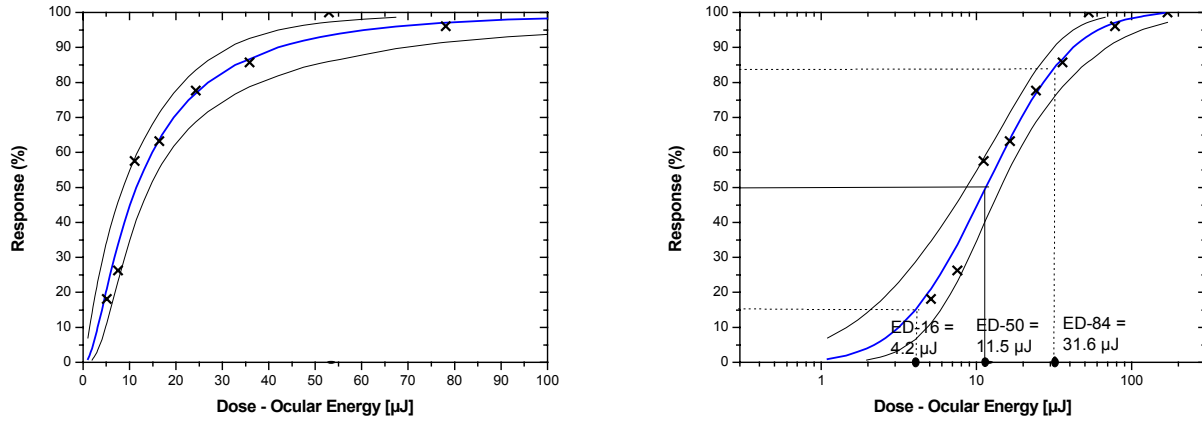 100
90
80
70
60
50
40
30
20
10
0
Response (%)
0 10 20 30 40 50 60 70 80 90 100
Dose - Ocular Energy [µJ]
100
90
80
70
60
50
40
30
20
10
0
Response (%)
ED-16 =
4.2 µJ
ED-50 =
11.5 µJ
ED-84 =
31.6 µJ
1 10 100
Dose - Ocular Energy [µJ]